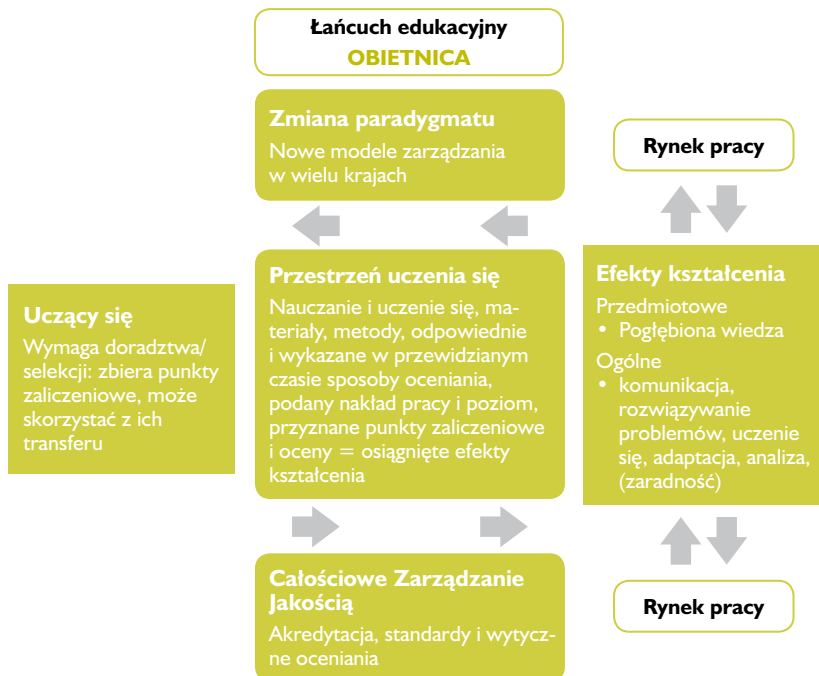 Łańcuch edukacyjny
OBIETNICA
Zmiana paradygmatu
Nowe modele zarządzania
w wielu krajach
Rynek pracy
Uczący się
Wymaga doradztwa/
selekcji: zbiera punkty
zaliczeniowe, może
skorzystać z ich
transferu
Przestrzeń uczenia się
Nauczanie i uczenie się, ma-
teriały, metody, odpowiednie
i wykazane w przewidzianym
czasie sposoby oceniania,
podany nakład pracy i poziom,
przyznane punkty zaliczeniowe
i oceny = osiągnięte efekty
kształcenia
Efekty kształcenia
Przedmiotowe
• Pogłębiona wiedza
Ogólne
• komunikacja,
rozwiązywanie
problemów, uczenie
się, adaptacja, analiza,
(zaradność)
Całościowe Zarządzanie
Jakością
Akredytacja, standardy i wytycz-
ne oceniania
Rynek pracy